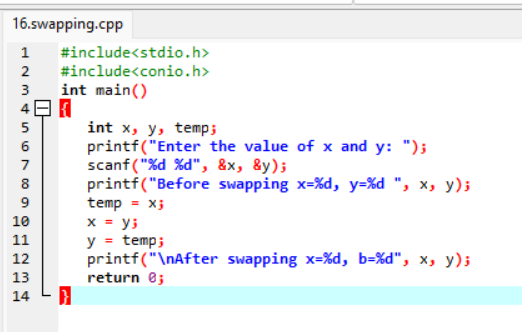 16.swapping.cpp
1 #include<stdio.h>
2 #include<conio.h>
3 int main()
4 {
5 int x, y, temp;
6 printf("Enter the value of x and y: ");
7 scanf("%d %d", &x, &y);
8 printf("Before swapping x=%d, y=%d ", x, y);
9 temp = x;
10 x = y;
11 y = temp;
12 printf("\nAfter swapping x=%d, b=%d", x, y);
13 return 0;
14 }